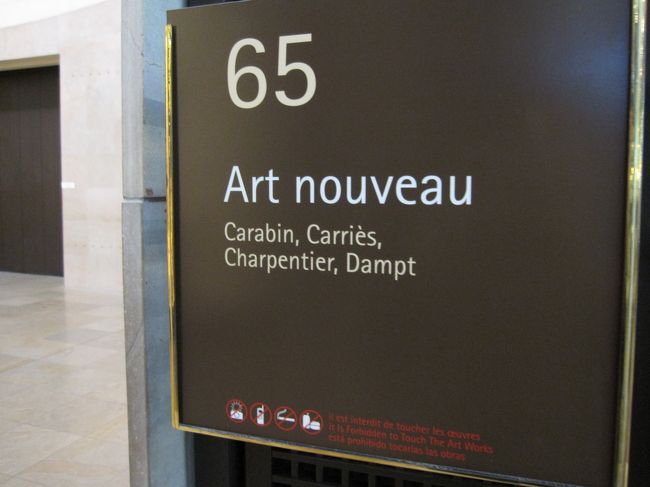 65
Art nouveau
Carabin, Carriès,
Charpentier, Dampt
il est interdit de toucher les œuvres
it Is Forbidden to Touch The Art Works
está prohibido tocarlas las obras